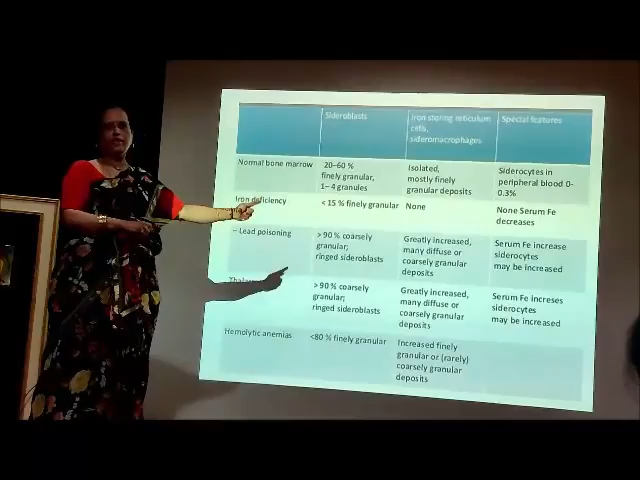 Sideroblasts
Iron storing reticulum
cells,
sideromacrophages
Special features
Normal bone marrow
20–60 %
finely granular,
1–4 granules
Isolated,
mostly finely
granular deposits
Siderocytes in
peripheral blood 0-
0.3%
Iron deficiency
< 15 % finely granular
None
None Serum Fe
decreases
– Lead poisoning
> 90 % coarsely
granular;
ringed sideroblasts
Greatly increased,
many diffuse or
coarsely granular
deposits
Serum Fe increase
siderocytes
may be increased
> 90 % coarsely
granular;
ringed sideroblasts
Greatly increased,
many diffuse or
coarsely granular
deposits
Serum Fe increses
siderocytes
may be increased
Hemolytic anemias
<80 % finely granular
Increased finely
granular or (rarely)
coarsely granular
deposits